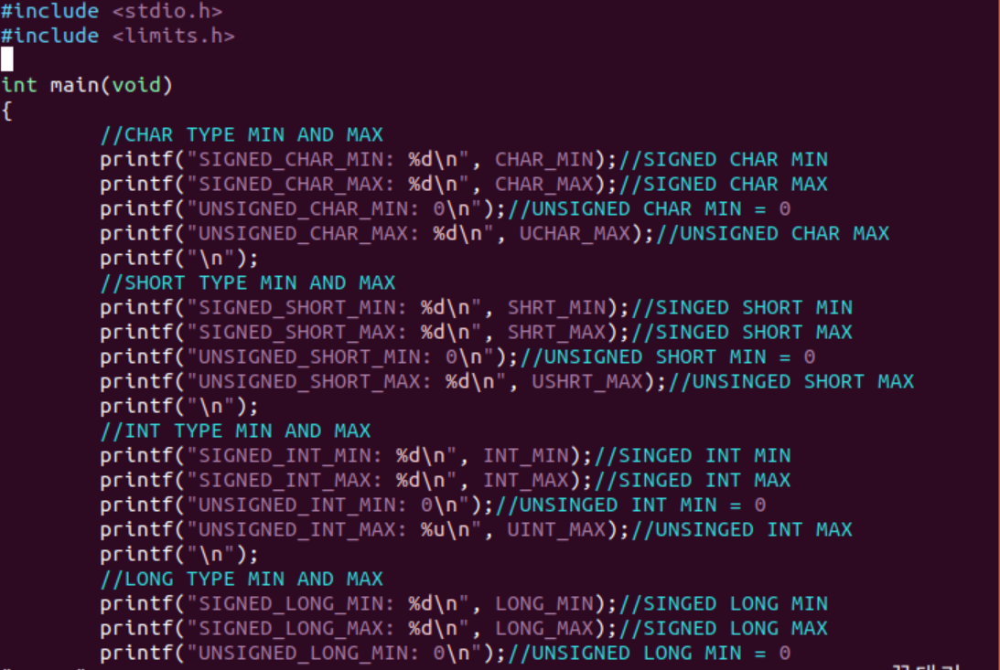 #include <stdio.h>
#include <limits.h>
int main(void)
{
//CHAR TYPE MIN AND MAX
printf("SIGNED_CHAR_MIN: %d\n", CHAR_MIN);//SIGNED CHAR MIN
printf("SIGNED_CHAR_MAX: %d\n", CHAR_MAX);//SIGNED CHAR MAX
printf("UNSIGNED_CHAR_MIN: 0\n");//UNSIGNED CHAR MIN = 0
printf("UNSIGNED_CHAR_MAX: %d\n", UCHAR_MAX);//UNSIGNED CHAR MAX
printf("\n");
//SHORT TYPE MIN AND MAX
printf("SIGNED_SHORT_MIN: %d\n", SHRT_MIN);//SINGED SHORT MIN
printf("SIGNED_SHORT_MAX: %d\n", SHRT_MAX);//SINGED SHORT MAX
printf("UNSIGNED_SHORT_MIN: 0\n");//UNSIGNED SHORT MIN = 0
printf("UNSIGNED_SHORT_MAX: %d\n", USHRT_MAX);//UNSINGED SHORT MAX
printf("\n");
//INT TYPE MIN AND MAX
printf("SIGNED_INT_MIN: %d\n", INT_MIN);//SINGED INT MIN
printf("SIGNED_INT_MAX: %d\n", INT_MAX);//SINGED INT MAX
printf("UNSIGNED_INT_MIN: 0\n");//UNSINGED INT MIN = 0
printf("UNSIGNED_INT_MAX: %u\n", UINT_MAX);//UNSINGED INT MAX
printf("\n");
//LONG TYPE MIN AND MAX
printf("SIGNED_LONG_MIN: %d\n", LONG_MIN);//SINGED LONG MIN
printf("SIGNED_LONG_MAX: %d\n", LONG_MAX);//SIGNED LONG MAX
printf("UNSIGNED_LONG_MIN: 0\n");//UNSIGNED LONG MIN = 0